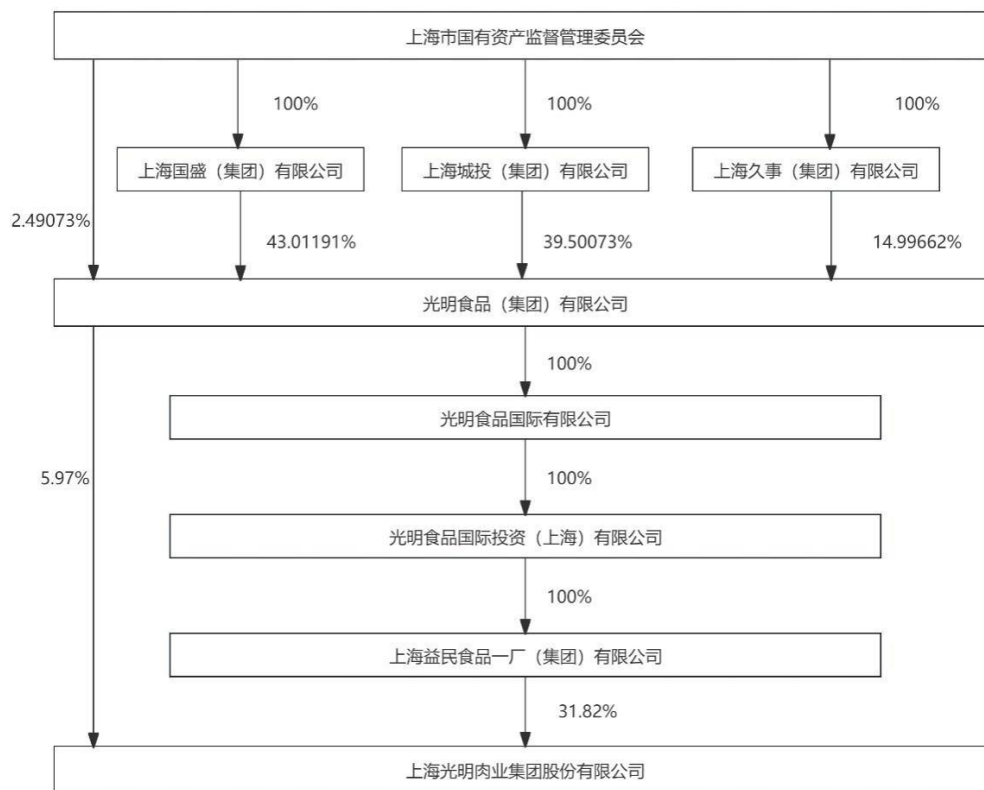 上海市国有资产监督管理委员会
100%
100%
100%
上海国盛（集团）有限公司
上海城投（集团）有限公司
上海久事（集团）有限公司
2.49073%
43.01191%
39.50073%
14.99662%
光明食品（集团）有限公司
100%
光明食品国际有限公司
5.97%
100%
光明食品国际投资（上海）有限公司
100%
上海益民食品一厂（集团）有限公司
31.82%
上海光明肉业集团股份有限公司